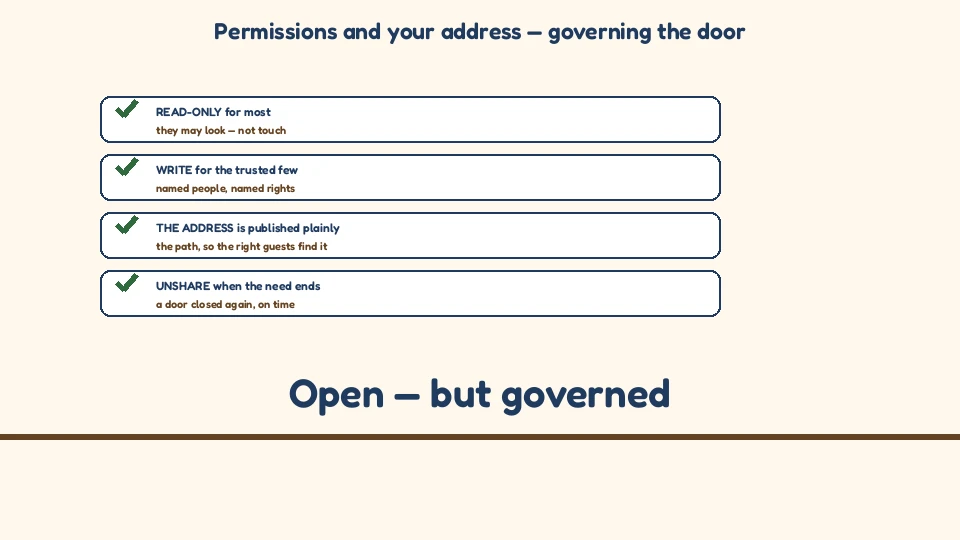 Permissions and your address — governing the door
READ-ONLY for most
they may look — not touch
WRITE for the trusted few
named people, named rights
THE ADDRESS is published plainly
the path, so the right guests find it
UNSHARE when the need ends
a door closed again, on time
Open — but governed